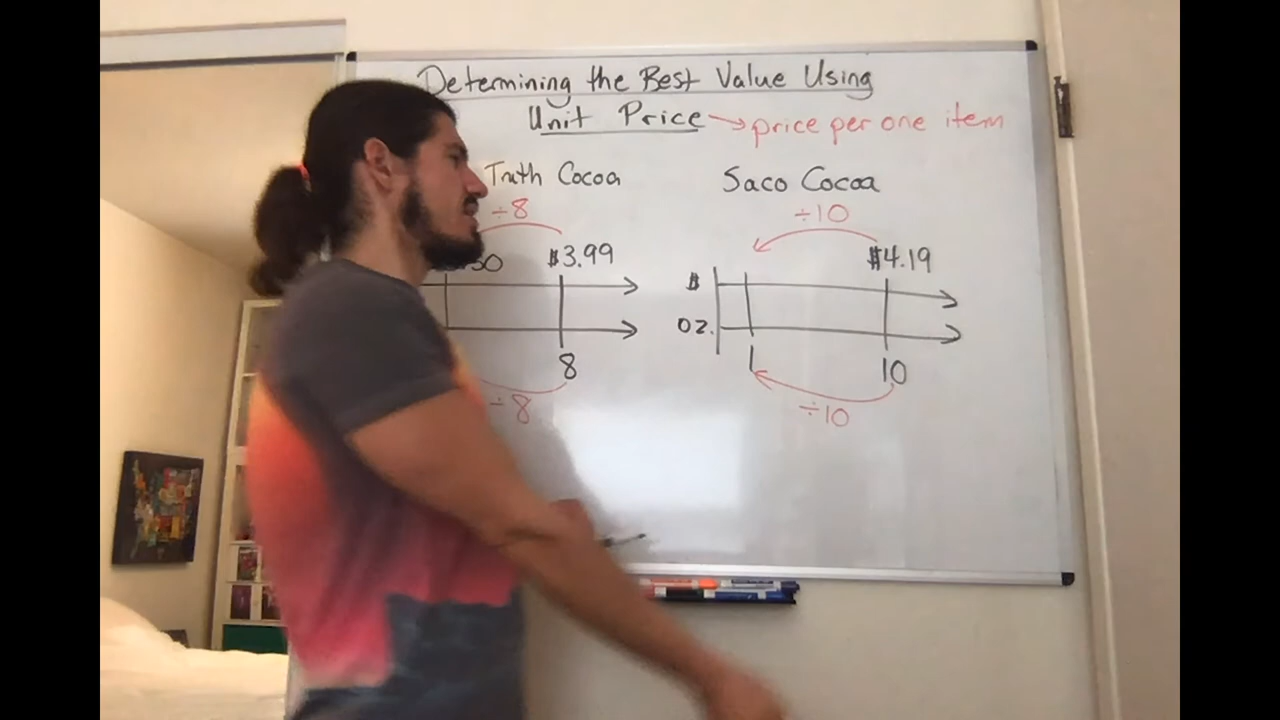 Determining the Best Value Using
Unit Price → price per one item
Truth Cocoa
÷8
$3.99
8
÷8
Saco Cocoa
÷10
$4.19
$
oz.
1
10
÷10